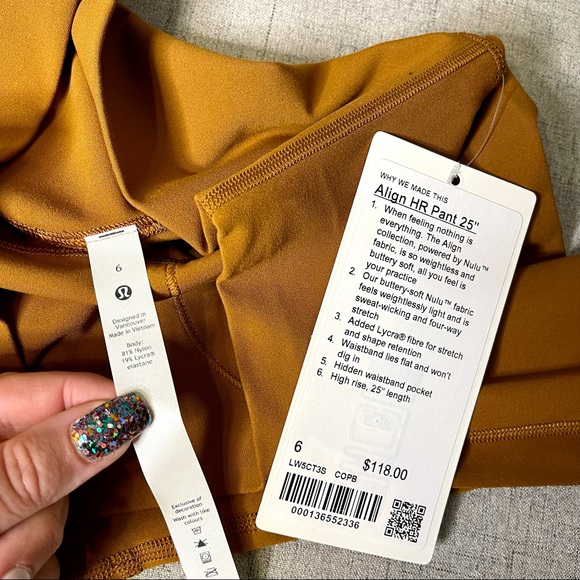 6
Designed in
Vancouver
Made in Vietnam
Body:
81% Nylon
19% Lycra®
elastane
Exclusive of
decoration
Wash with like
colours
WHY WE MADE THIS
Align HR Pant 25"
1. When feeling nothing is
everything. The Align
collection, powered by Nulu™
fabric, is so weightless and
buttery soft, all you feel is
your practice
2. Our buttery-soft Nulu™ fabric
feels weightlessly light and is
sweat-wicking and four-way
stretch
3. Added Lycra® fibre for stretch
and shape retention
4. Waistband lies flat and won't
dig in
5. Hidden waistband pocket
6. High rise, 25" length
6
$118.00
LW5CT3S COPB
000136552336